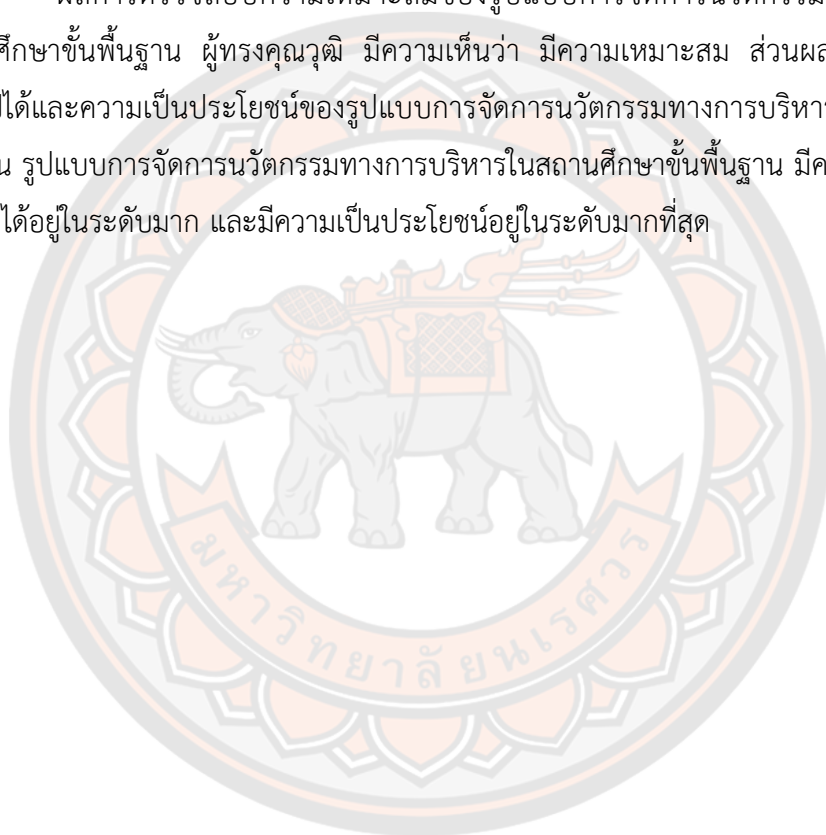 ศึกษาขั้นพื้นฐาน ผู้ทรงคุณวุฒิ มีความเห็นว่า มีความเหมาะสม ส่วนผล
ได้และความเป็นประโยชน์ของรูปแบบการจัดการนวัตกรรมทางการบริหาร
น รูปแบบการจัดการนวัตกรรมทางการบริหารในสถานศึกษาขั้นพื้นฐาน มีค
ได้อยู่ในระดับมาก และมีความเป็นประโยชน์อยู่ในระดับมากที่สุด
มหาวิทยาลัยนเรศวร